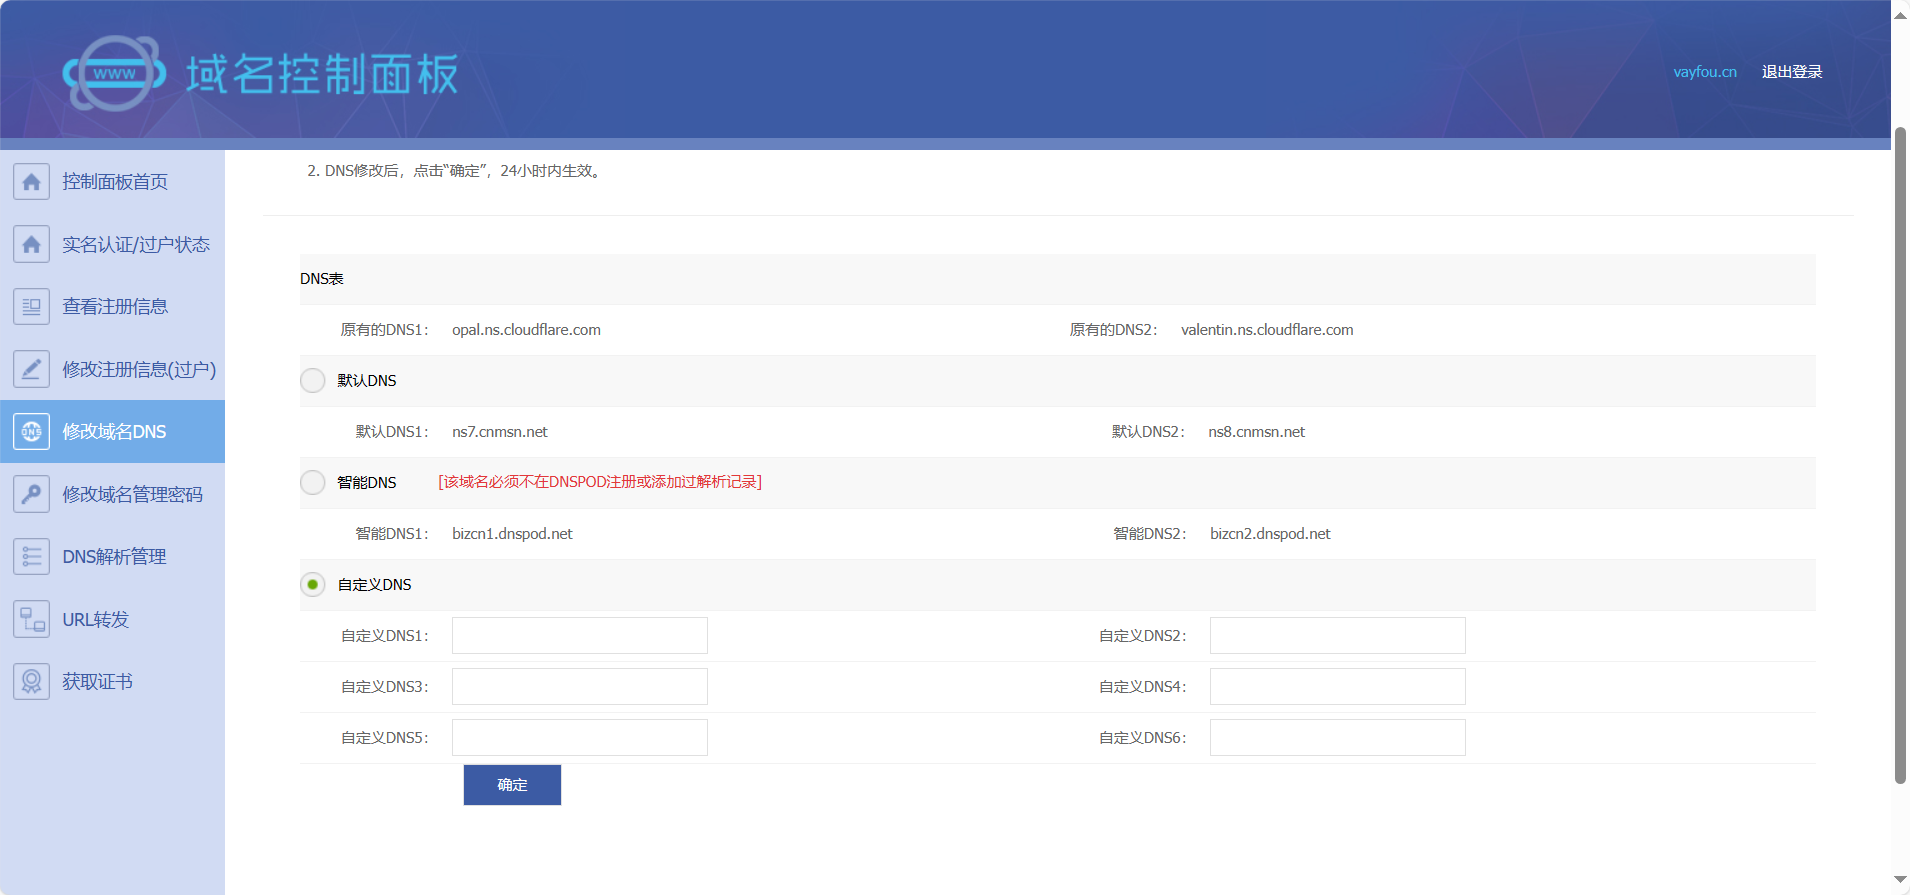 www 域名控制面板
vayfou.cn 退出登录
控制面板首页
实名认证/过户状态
查看注册信息
修改注册信息(过户)
DNS 修改域名DNS
修改域名管理密码
DNS解析管理
URL转发
获取证书
2. DNS修改后，点击“确定”，24小时内生效。
DNS表
原有的DNS1： opal.ns.cloudflare.com 原有的DNS2： valentin.ns.cloudflare.com
默认DNS
默认DNS1： ns7.cnmsn.net 默认DNS2： ns8.cnmsn.net
智能DNS [该域名必须不在DNSPOD注册或添加过解析记录]
智能DNS1： bizcn1.dnspod.net 智能DNS2： bizcn2.dnspod.net
自定义DNS
自定义DNS1： 自定义DNS2：
自定义DNS3： 自定义DNS4：
自定义DNS5： 自定义DNS6：
确定